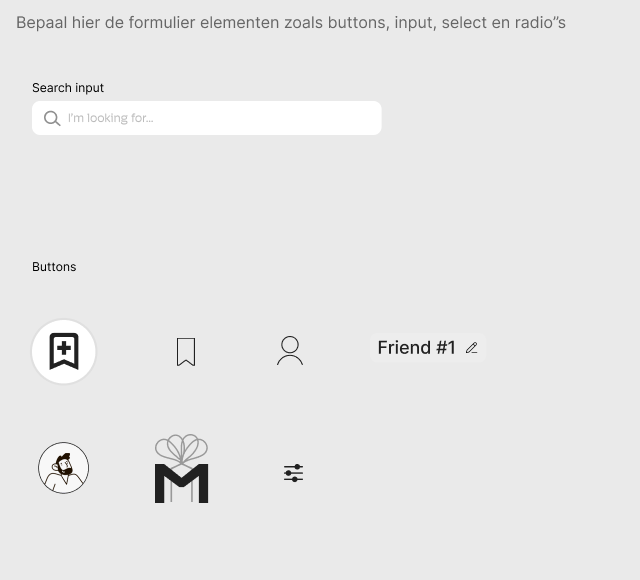 Bepaal hier de formulier elementen zoals buttons, input, select en radio"s
Search input
I'm looking for...
Buttons
Friend #1
M